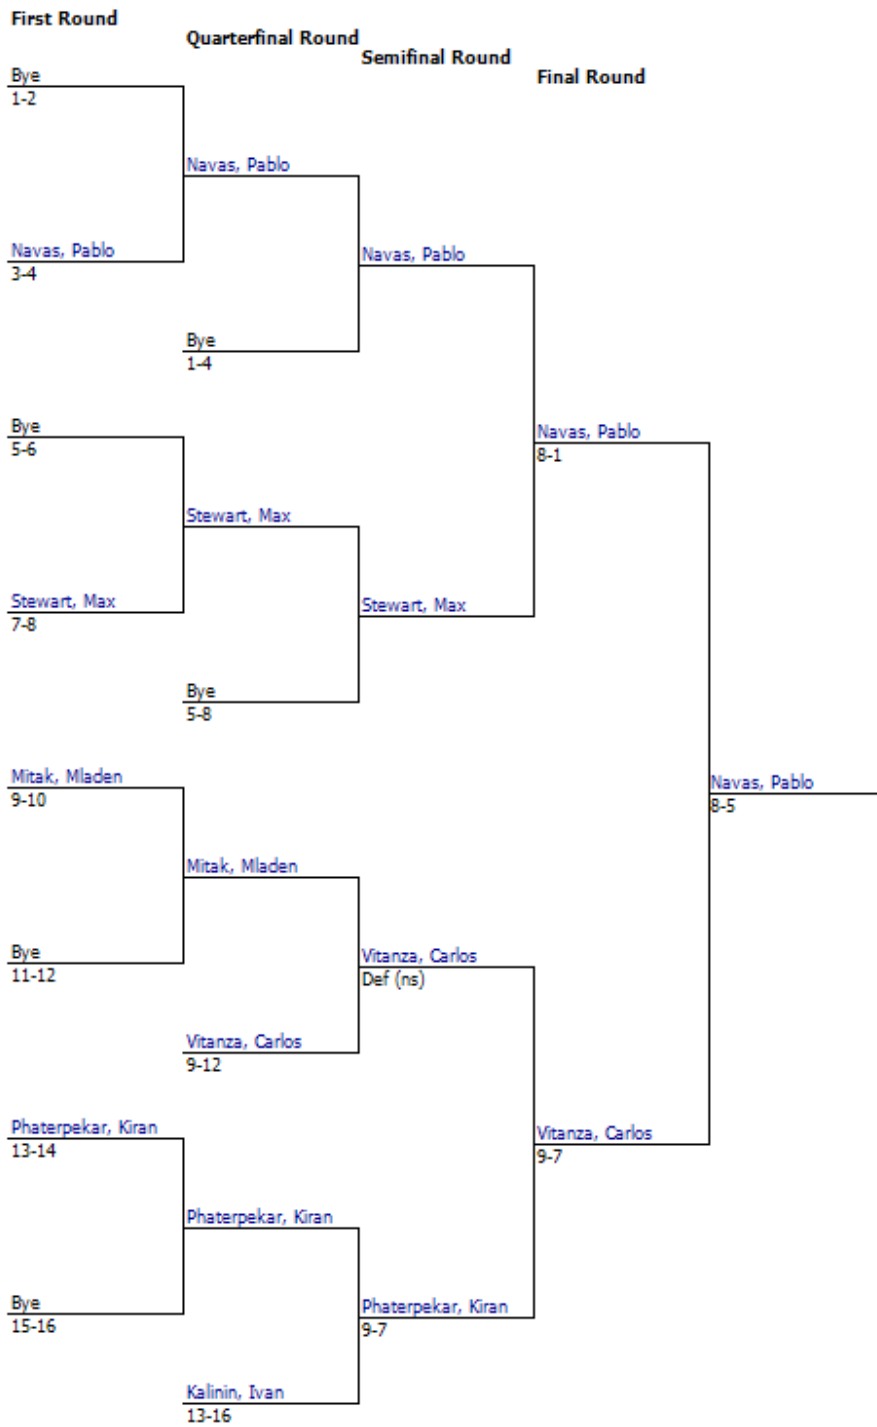 First Round
Quarterfinal Round
Semifinal Round
Final Round
Bye
1-2
Navas, Pablo
Navas, Pablo
3-4
Navas, Pablo
Bye
1-4
Bye
5-6
Navas, Pablo
8-1
Stewart, Max
Stewart, Max
7-8
Stewart, Max
Bye
5-8
Mitak, Mladen
9-10
Navas, Pablo
8-5
Mitak, Mladen
Bye
11-12
Vitanza, Carlos
Def (ns)
Vitanza, Carlos
9-12
Phaterpekar, Kiran
13-14
Vitanza, Carlos
9-7
Phaterpekar, Kiran
Bye
15-16
Phaterpekar, Kiran
9-7
Kalinin, Ivan
13-16